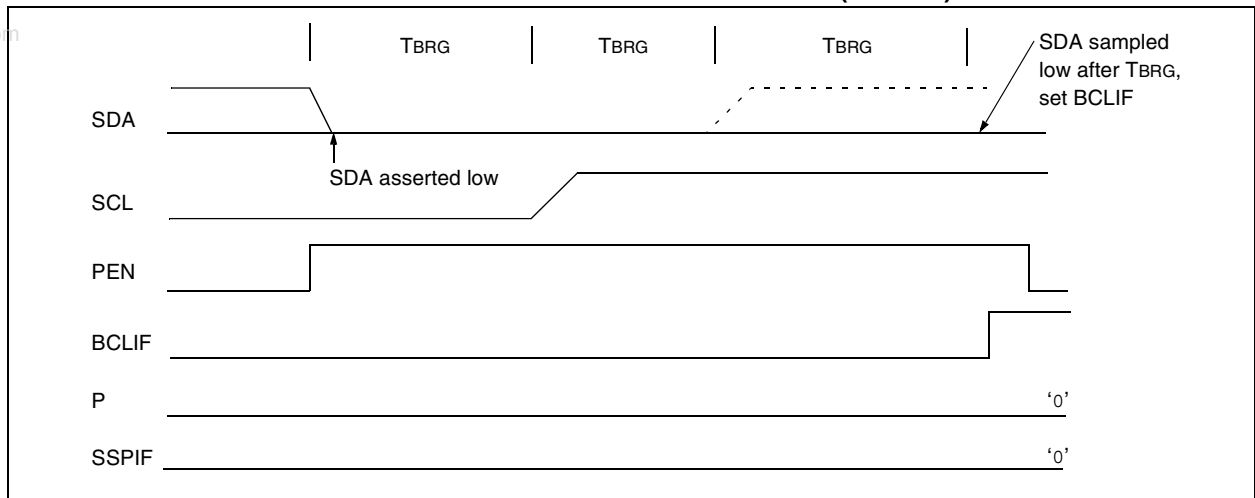 om
TBRG TBRG TBRG
SDA sampled
low after TBRG,
set BCLIF
SDA
SDA asserted low
SCL
PEN
BCLIF
P '0'
SSPIF '0'